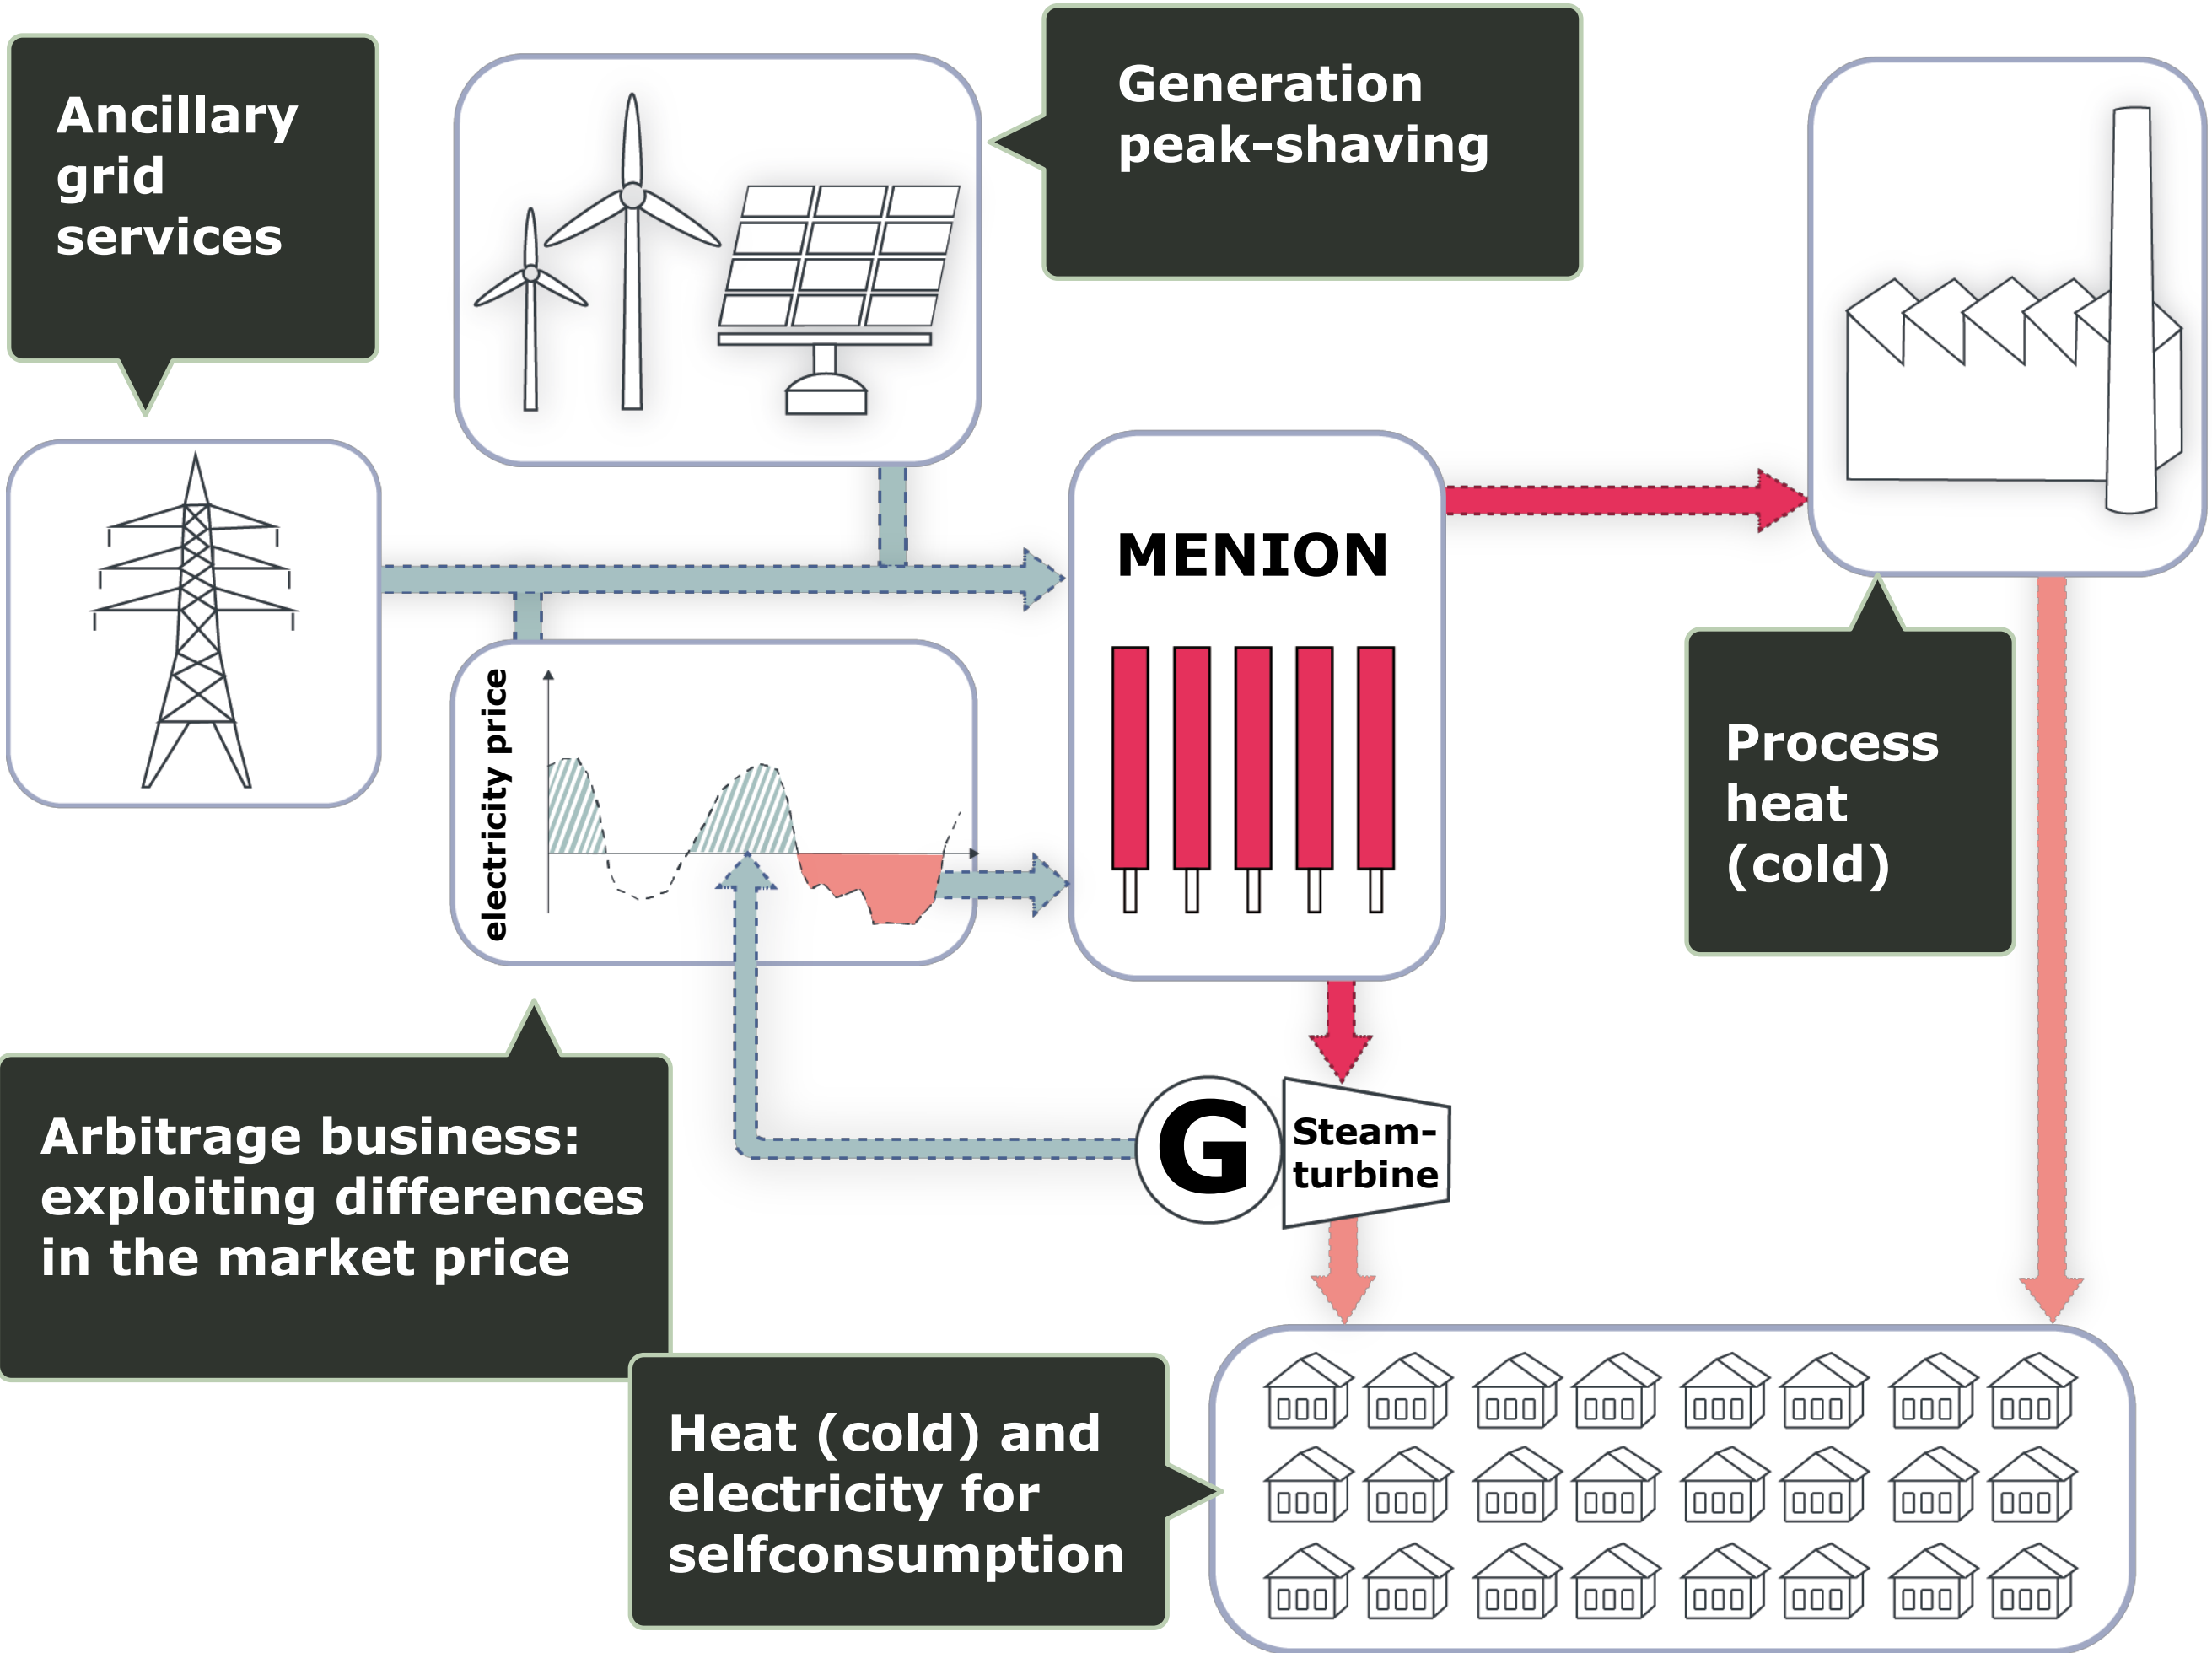 Ancillary
grid
services
Generation
peak-shaving
MENION
electricity price
Process
heat
(cold)
Arbitrage business:
exploiting differences
in the market price
G
Steam-
turbine
Heat (cold) and
electricity for
selfconsumption